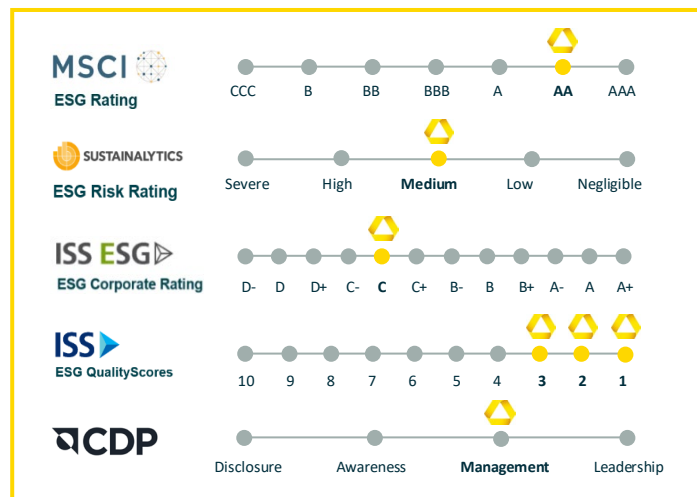 MSCI
ESG Rating
CCC B BB BBB A AA AAA
SUSTAINALYTICS
ESG Risk Rating
Severe High Medium Low Negligible
ISS ESG
ESG Corporate Rating
D- D D+ C- C C+ B- B B+ A- A A+
ISS
ESG QualityScores
10 9 8 7 6 5 4 3 2 1
CDP
Disclosure Awareness Management Leadership